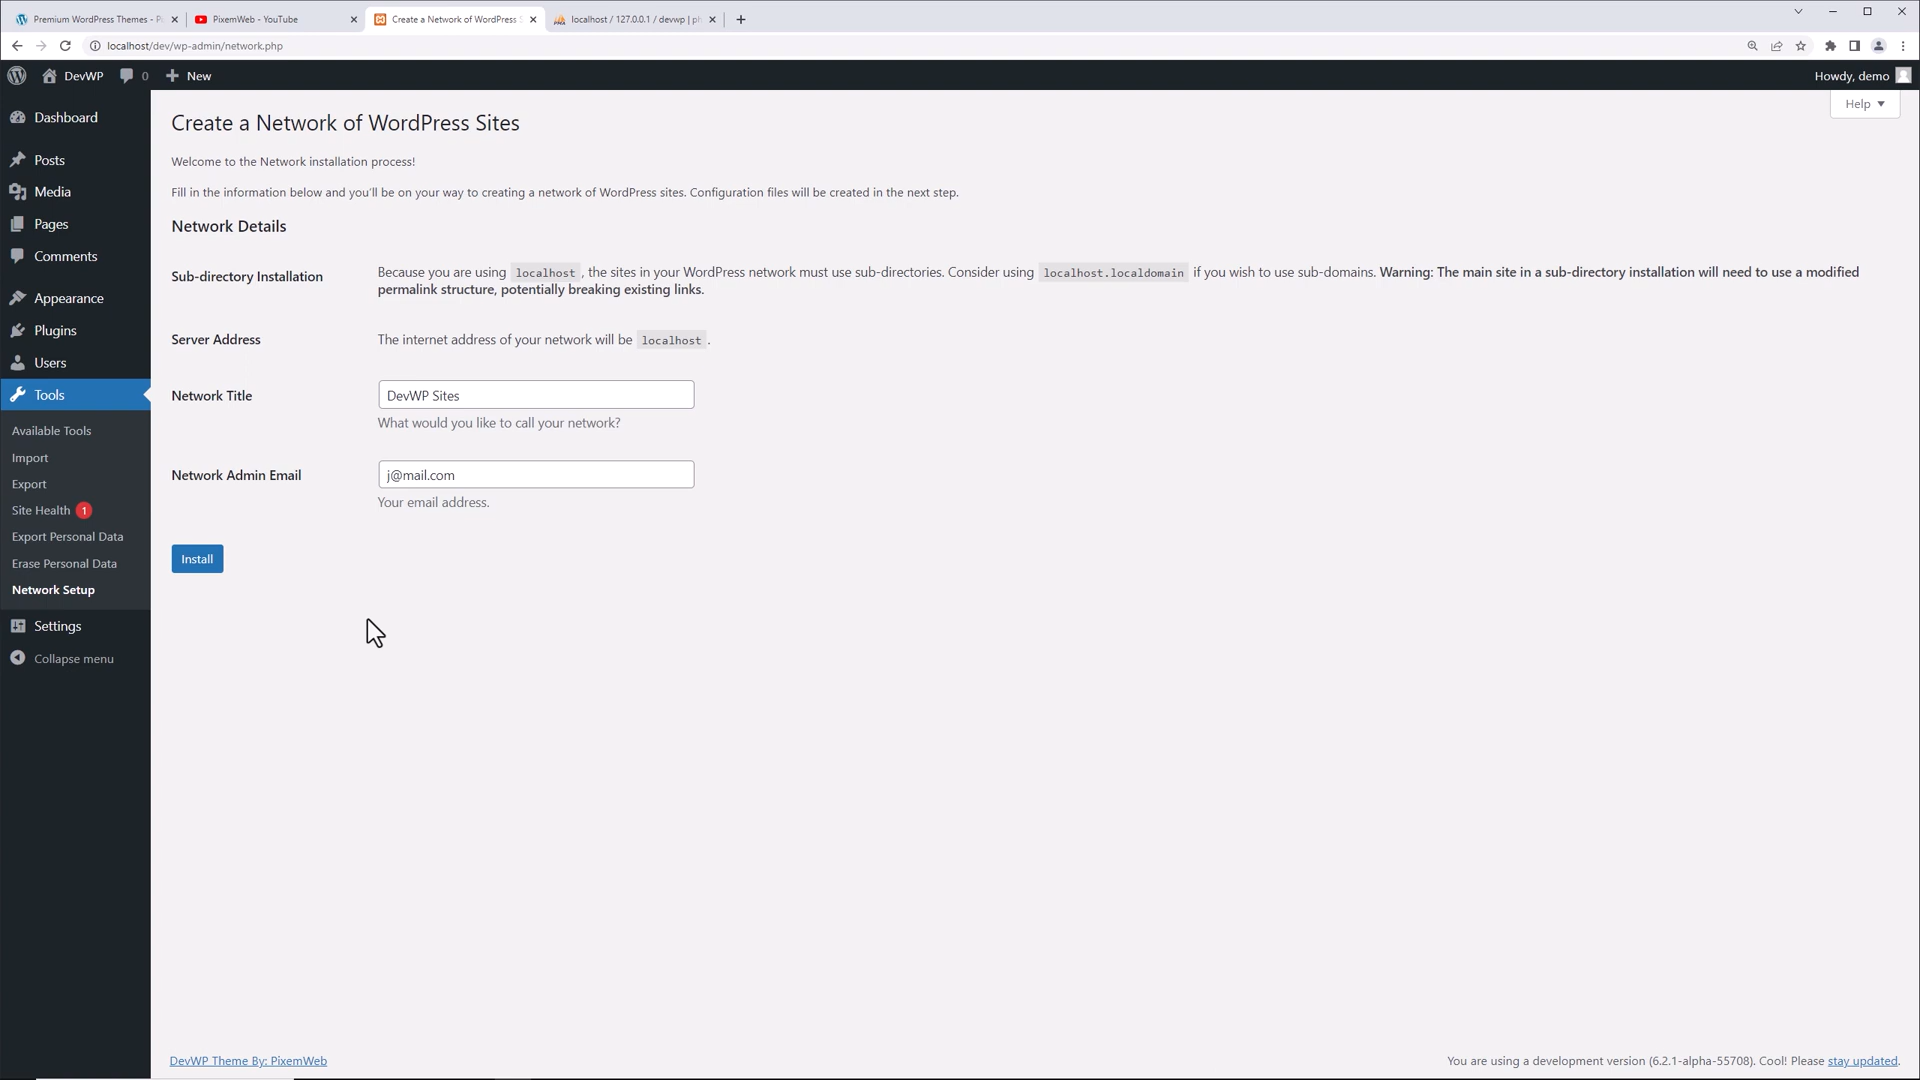 Premium WordPress Themes - P
PixemWeb - YouTube
Create a Network of WordPress S
localhost / 127.0.0.1 / devwp | ph
localhost/dev/wp-admin/network.php
DevWP
0
New
Howdy, demo
Help
Dashboard
Posts
Media
Pages
Comments
Appearance
Plugins
Users
Tools
Available Tools
Import
Export
Site Health 1
Export Personal Data
Erase Personal Data
Network Setup
Settings
Collapse menu
Create a Network of WordPress Sites
Welcome to the Network installation process!
Fill in the information below and you'll be on your way to creating a network of WordPress sites. Configuration files will be created in the next step.
Network Details
Sub-directory Installation
Because you are using localhost , the sites in your WordPress network must use sub-directories. Consider using localhost.localdomain if you wish to use sub-domains. Warning: The main site in a sub-directory installation will need to use a modified
permalink structure, potentially breaking existing links.
Server Address
The internet address of your network will be localhost .
Network Title
DevWP Sites
What would you like to call your network?
Network Admin Email
j@mail.com
Your email address.
Install
DevWP Theme By: PixemWeb
You are using a development version (6.2.1-alpha-55708). Cool! Please stay updated.